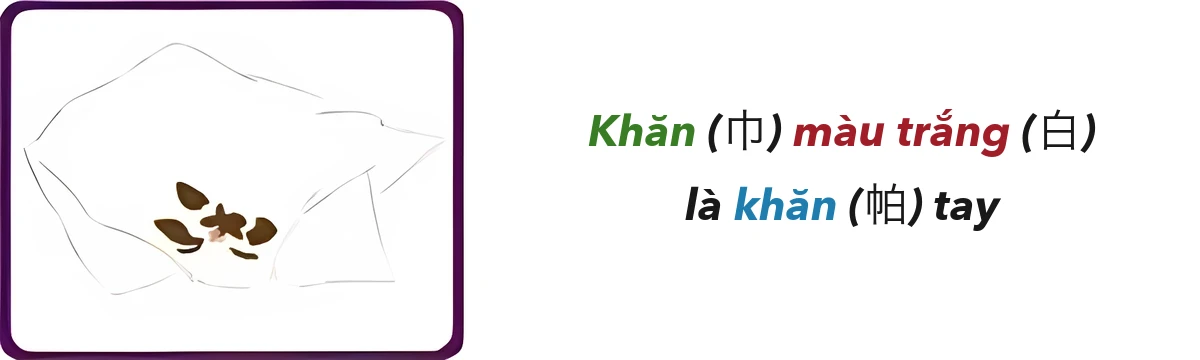 Khăn (巾) màu trắng (白)
là khăn (帕) tay